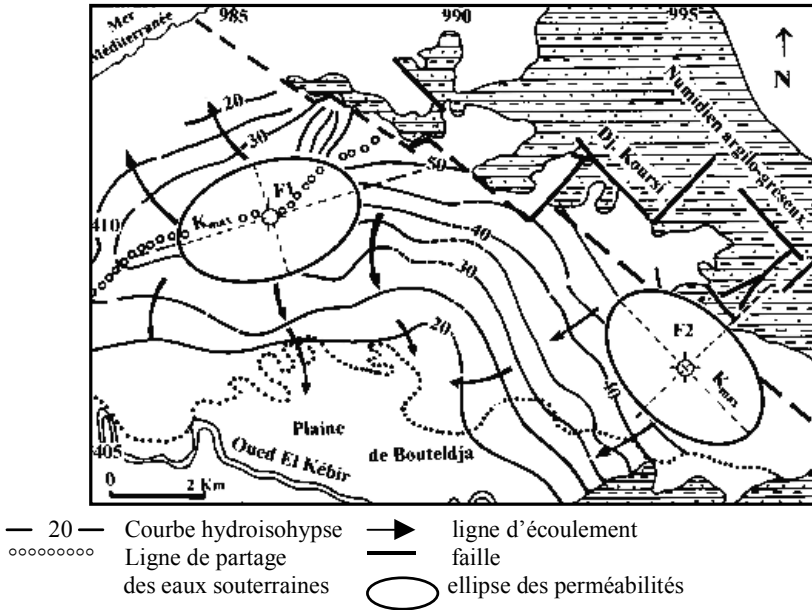 985 990 995
Mer
Méditerranée
N
20
30
Numidien argilo-gréseux
Dj. Koursi
50
F1
410
K max
40
30
20
F2
K max
40
Plaine
de Bouteldja
405
Oued El Kébir
0 2 Km
— 20 — Courbe hydroisohypse
ligne d’écoulement
Ligne de partage
des eaux souterraines
faille
ellipse des perméabilités